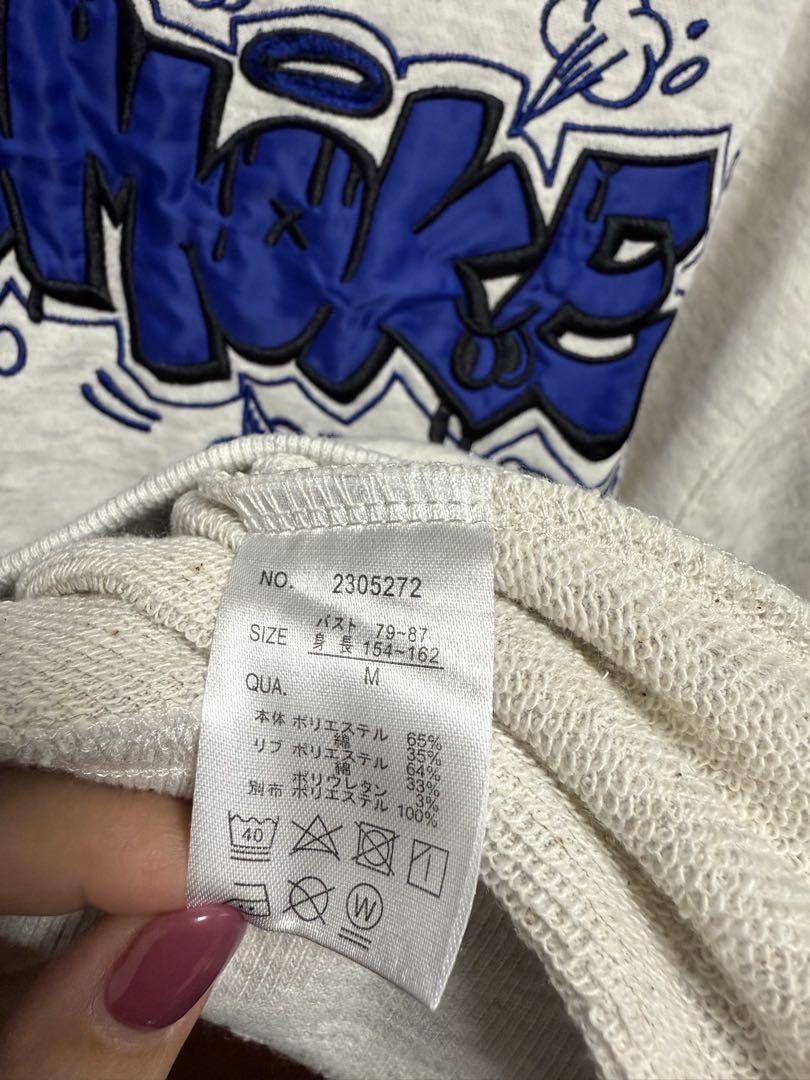 SMOKE
NO. 2305272
SIZE バスト 79~87
身長 154~162
M
QUA.
本体 ポリエステル 65%
綿 35%
リブ ポリエステル 64%
綿 33%
ポリウレタン 3%
別布 ポリエステル 100%
40
W